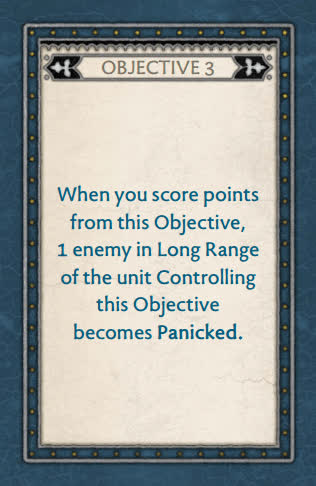 OBJECTIVE 3
When you score points
from this Objective,
1 enemy in Long Range
of the unit Controlling
this Objective
becomes Panicked.